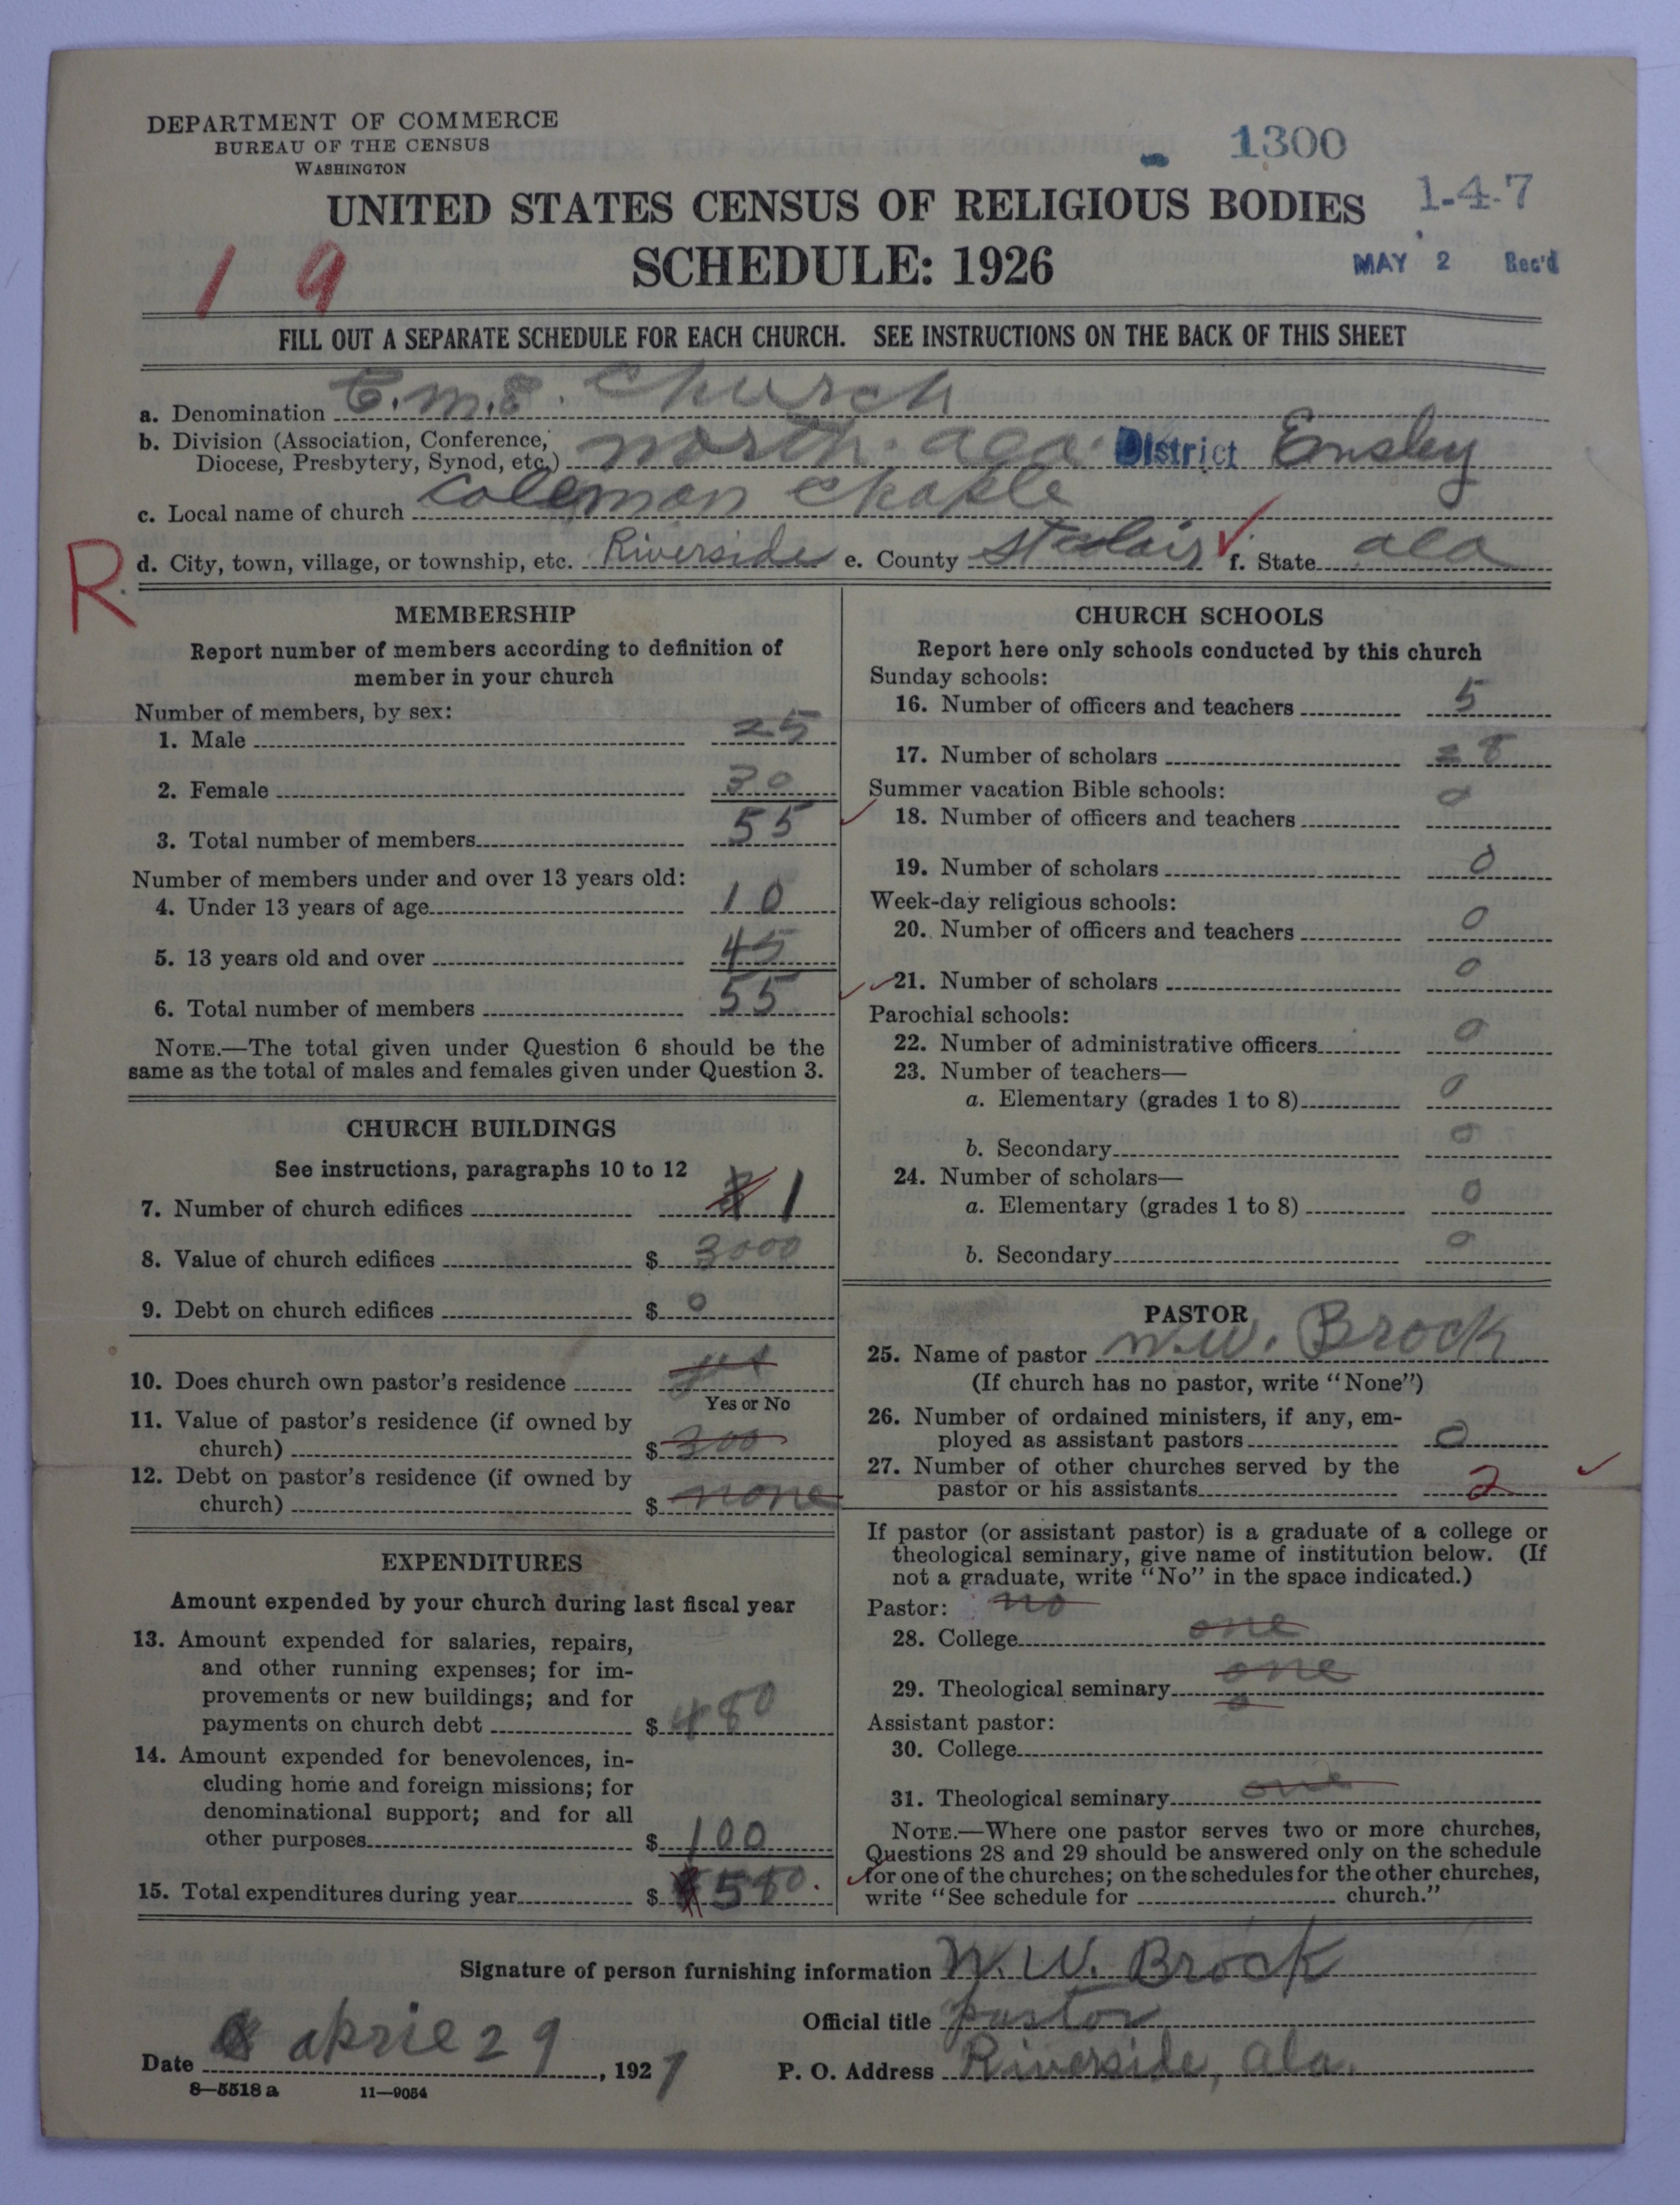 DEPARTMENT OF COMMERCE
BUREAU OF THE CENSUS
WASHINGTON
1300
1-4-7
UNITED STATES CENSUS OF RELIGIOUS BODIES
SCHEDULE: 1926
MAY 2 Rec'd
1 9
FILL OUT A SEPARATE SCHEDULE FOR EACH CHURCH. SEE INSTRUCTIONS ON THE BACK OF THIS SHEET
a. Denomination C.M.E. Church
b. Division (Association, Conference, Diocese, Presbytery, Synod, etc.) North. ala. District Ensley
c. Local name of church Coleman Chaple
R
d. City, town, village, or township, etc. Riverside e. County St Clair f. State ala
MEMBERSHIP
Report number of members according to definition of
member in your church
Number of members, by sex:
1. Male 25
2. Female 30
3. Total number of members 55
Number of members under and over 13 years old:
4. Under 13 years of age 10
5. 13 years old and over 45
6. Total number of members 55
NOTE.—The total given under Question 6 should be the
same as the total of males and females given under Question 3.
CHURCH BUILDINGS
See instructions, paragraphs 10 to 12
7. Number of church edifices 1
8. Value of church edifices $ 3000
9. Debt on church edifices $ 0
10. Does church own pastor's residence yes
Yes or No
11. Value of pastor's residence (if owned by
church) $ 300
12. Debt on pastor's residence (if owned by
church) $ none
EXPENDITURES
Amount expended by your church during last fiscal year
13. Amount expended for salaries, repairs,
and other running expenses; for im-
provements or new buildings; and for
payments on church debt $ 480
14. Amount expended for benevolences, in-
cluding home and foreign missions; for
denominational support; and for all
other purposes $ 100
15. Total expenditures during year $ 580.
CHURCH SCHOOLS
Report here only schools conducted by this church
Sunday schools:
16. Number of officers and teachers 5
17. Number of scholars 28
Summer vacation Bible schools:
18. Number of officers and teachers 0
19. Number of scholars 0
Week-day religious schools:
20. Number of officers and teachers 0
21. Number of scholars 0
Parochial schools:
22. Number of administrative officers 0
23. Number of teachers—
a. Elementary (grades 1 to 8) 0
b. Secondary 0
24. Number of scholars—
a. Elementary (grades 1 to 8) 0
b. Secondary 0
PASTOR
25. Name of pastor W.W. Brock
(If church has no pastor, write "None")
26. Number of ordained ministers, if any, em-
ployed as assistant pastors 0
27. Number of other churches served by the
pastor or his assistants 2
If pastor (or assistant pastor) is a graduate of a college or
theological seminary, give name of institution below. (If
not a graduate, write "No" in the space indicated.)
Pastor: no
28. College one
29. Theological seminary one
0
Assistant pastor:
30. College
31. Theological seminary one
NOTE.—Where one pastor serves two or more churches,
Questions 28 and 29 should be answered only on the schedule
for one of the churches; on the schedules for the other churches,
write "See schedule for church."
Signature of person furnishing information W. W. Brock
Official title pastor
Date aprie 29, 1927 P. O. Address Riverside, ala.
8—5518 a 11—9054